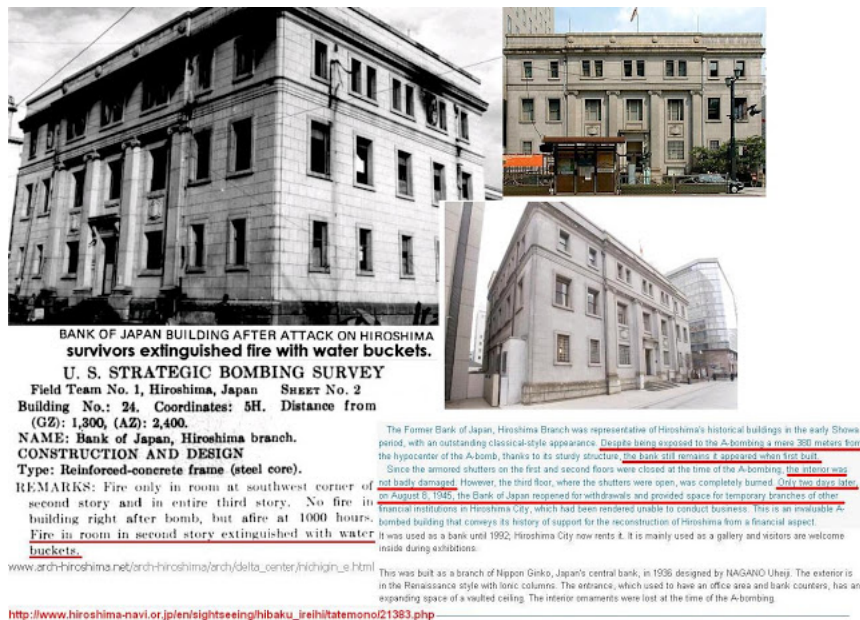 BANK OF JAPAN BUILDING AFTER ATTACK ON HIROSHIMA
survivors extinguished fire with water buckets.
U. S. STRATEGIC BOMBING SURVEY
Field Team No. 1, Hiroshima, Japan SHEET No. 2
Building No.: 24. Coordinates: 5H. Distance from
(GZ): 1,300, (AZ): 2,400.
NAME: Bank of Japan, Hiroshima branch.
CONSTRUCTION AND DESIGN
Type: Reinforced-concrete frame (steel core).
REMARKS: Fire only in room at southwest corner of
second story and in entire third story. No fire in
building right after bomb, but afire at 1000 hours.
Fire in room in second story extinguished with water
buckets.
www.arch-hiroshima.net/arch-hiroshima/arch/delta_center/nichigin_e.html
The Former Bank of Japan, Hiroshima Branch was representative of Hiroshima's historical buildings in the early Showa
period, with an outstanding classical-style appearance. Despite being exposed to the A-bombing a mere 380 meters from
the hypocenter of the A-bomb, thanks to its sturdy structure, the bank still remains it appeared when first built.
Since the armored shutters on the first and second floors were closed at the time of the A-bombing, the interior was
not badly damaged. However, the third floor, where the shutters were open, was completely burned. Only two days later,
on August 8, 1945, the Bank of Japan reopened for withdrawals and provided space for temporary branches of other
financial institutions in Hiroshima City, which had been rendered unable to conduct business. This is an invaluable A-
bombed building that conveys its history of support for the reconstruction of Hiroshima from a financial aspect.
It was used as a bank until 1992; Hiroshima City now rents it. It is mainly used as a gallery and visitors are welcome
inside during exhibitions.
This was built as a branch of Nippon Ginko, Japan's central bank, in 1936 designed by NAGANO Uheiji. The exterior is
in the Renaissance style with Ionic columns. The entrance, which used to have an office area and bank counters, has an
expanding space of a vaulted ceiling. The interior ornaments were lost at the time of the A-bombing.
http://www.hiroshima-navi.or.jp/en/sightseeing/hibaku_ireihi/tatemono/21383.php